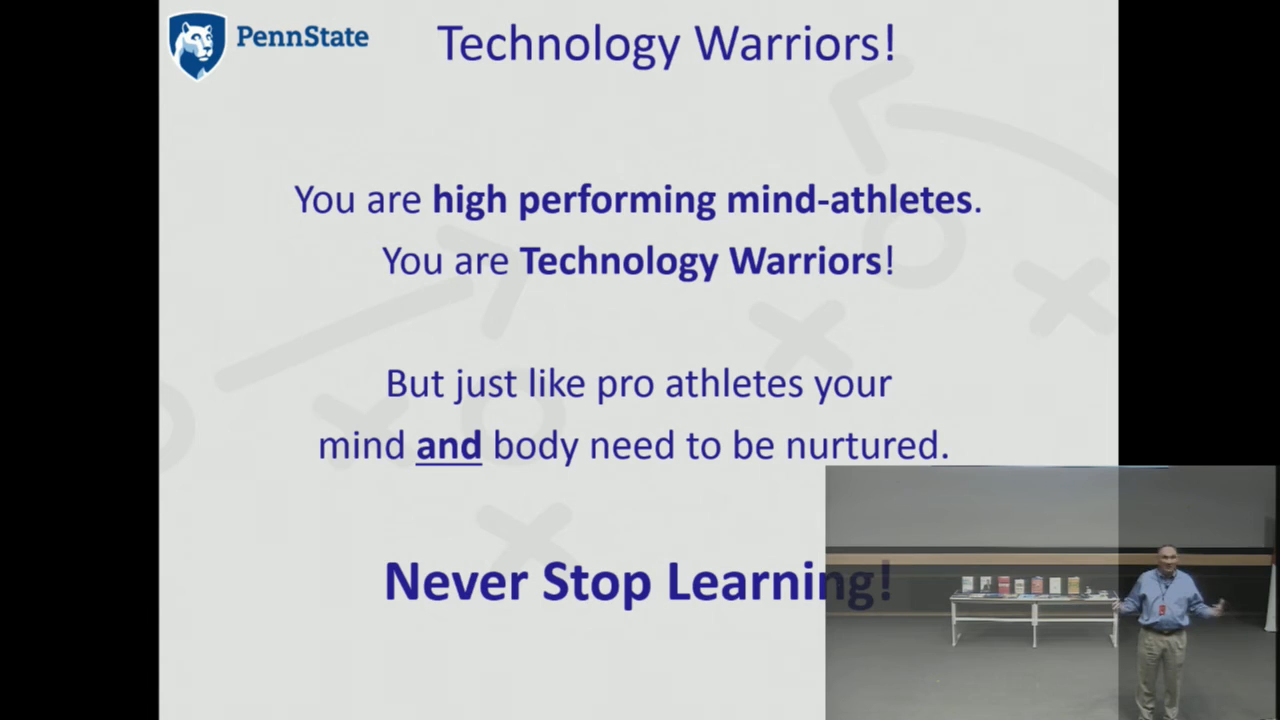 PennState
Technology Warriors!
You are high performing mind-athletes.
You are Technology Warriors!
But just like pro athletes your
mind and body need to be nurtured.
Never Stop Learning!